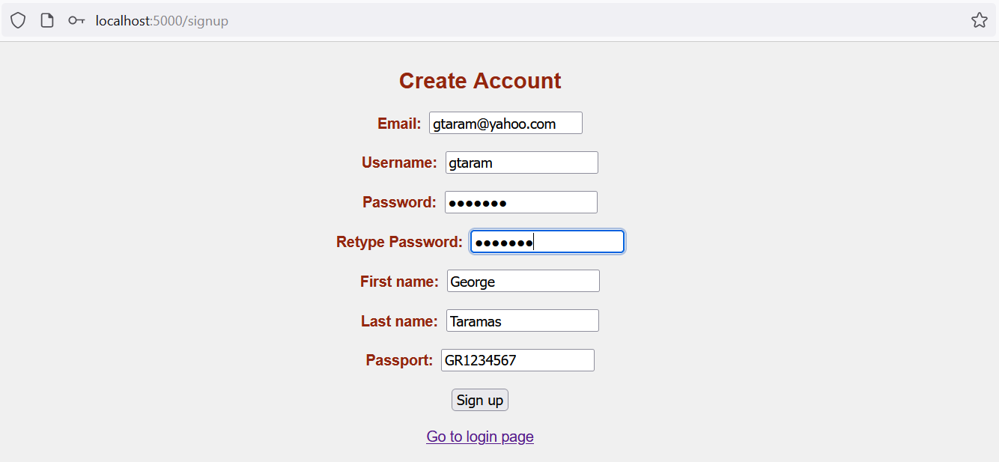 localhost:5000/signup
Create Account
Email: gtaram@yahoo.com
Username: gtaram
Password: ●●●●●●●
Retype Password: ●●●●●●●
First name: George
Last name: Taramas
Passport: GR1234567
Sign up
Go to login page